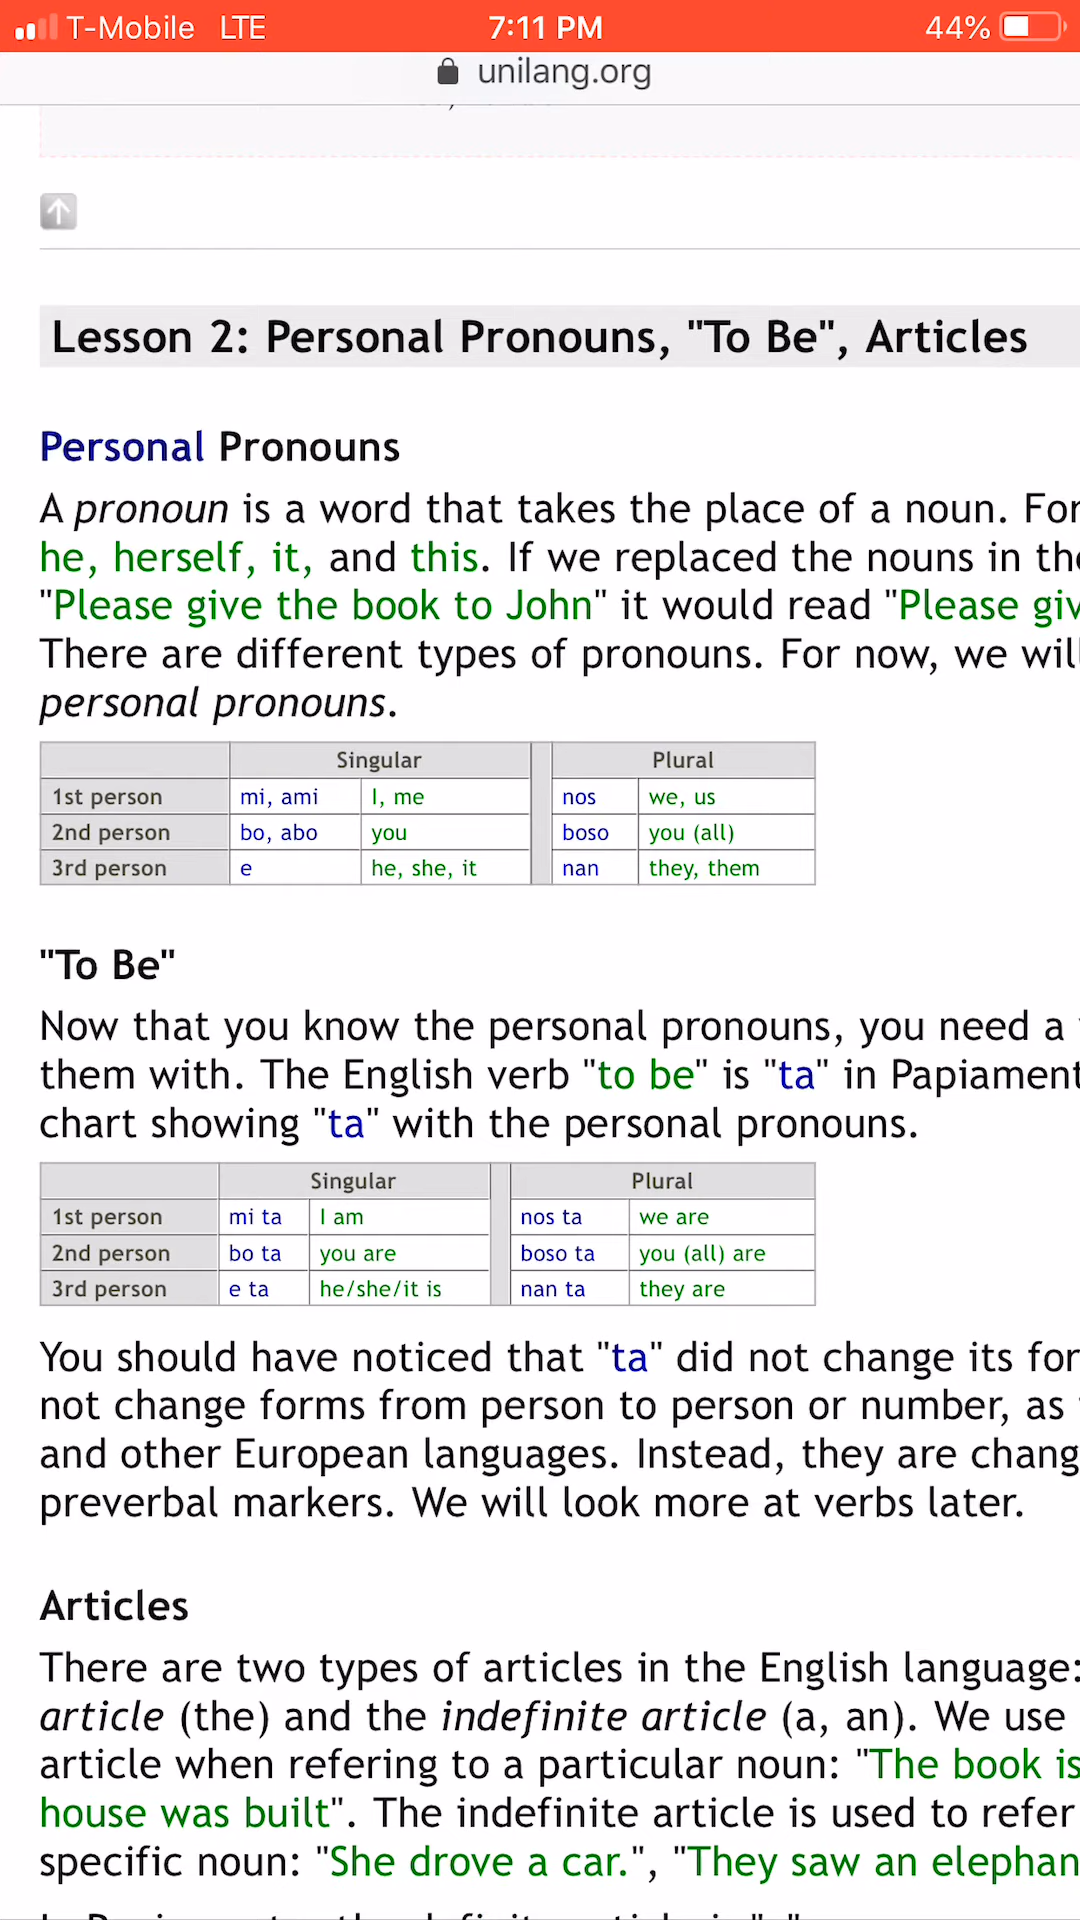 T-Mobile LTE 7:11 PM 44%
unilang.org
Lesson 2: Personal Pronouns, "To Be", Articles
Personal Pronouns
A pronoun is a word that takes the place of a noun. For
he, herself, it, and this. If we replaced the nouns in the
"Please give the book to John" it would read "Please giv
There are different types of pronouns. For now, we will
personal pronouns.
Singular Plural
1st person mi, ami I, me nos we, us
2nd person bo, abo you boso you (all)
3rd person e he, she, it nan they, them
"To Be"
Now that you know the personal pronouns, you need a
them with. The English verb "to be" is "ta" in Papiament
chart showing "ta" with the personal pronouns.
Singular Plural
1st person mi ta I am nos ta we are
2nd person bo ta you are boso ta you (all) are
3rd person e ta he/she/it is nan ta they are
You should have noticed that "ta" did not change its for
not change forms from person to person or number, as
and other European languages. Instead, they are chang
preverbal markers. We will look more at verbs later.
Articles
There are two types of articles in the English language:
article (the) and the indefinite article (a, an). We use
article when refering to a particular noun: "The book is
house was built". The indefinite article is used to refer
specific noun: "She drove a car.", "They saw an elephan